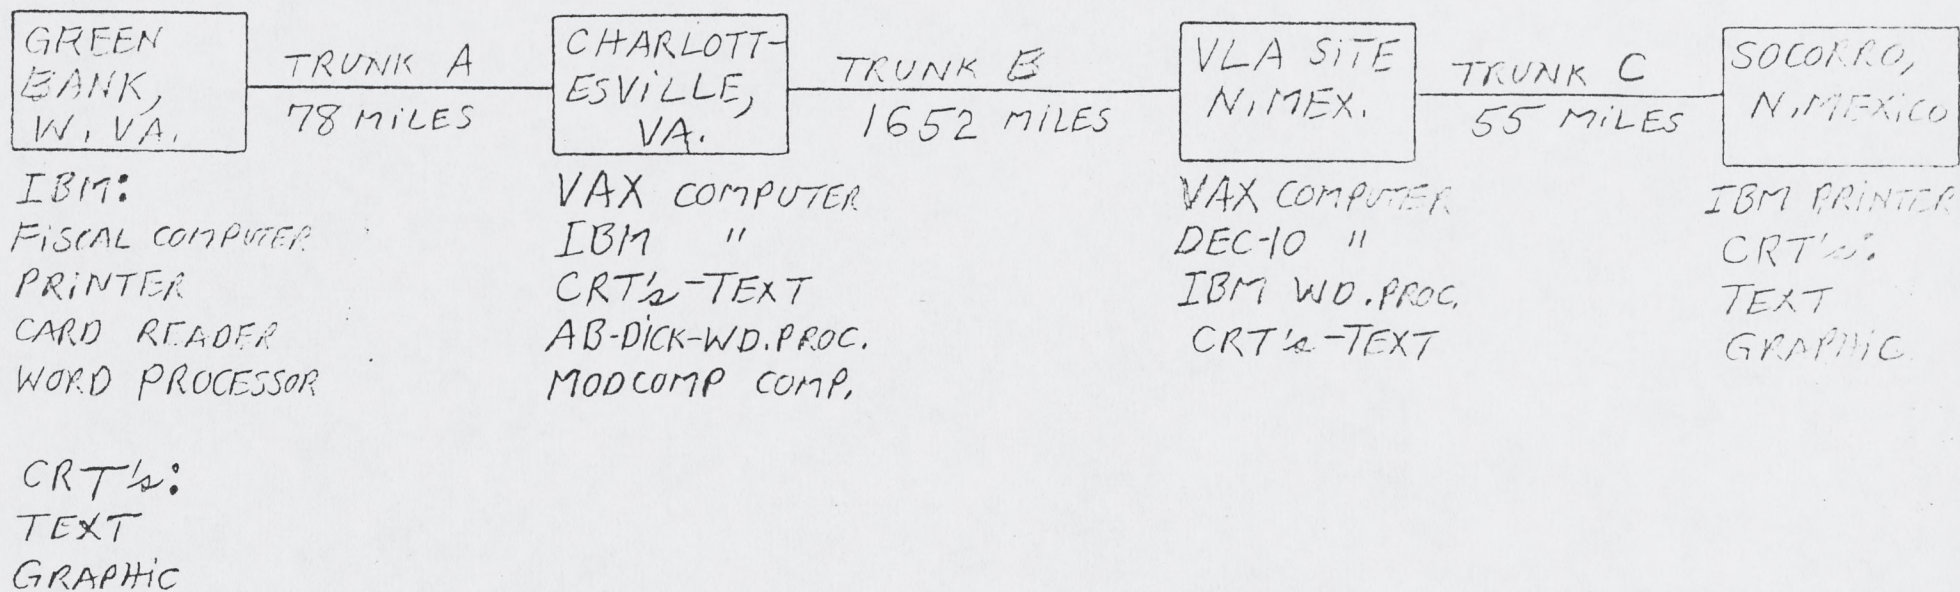 GREEN
BANK,
W. VA.
TRUNK A
78 MILES
CHARLOTT-
ESVILLE,
VA.
TRUNK B
1652 MILES
VLA SITE
N. MEX.
TRUNK C
55 MILES
SOCORRO,
N. MEXICO
IBM:
FISCAL COMPUTER
PRINTER
CARD READER
WORD PROCESSOR
CRT's:
TEXT
GRAPHIC
VAX COMPUTER
IBM "
CRT's-TEXT
AB-DICK-WD. PROC.
MODCOMP COMP.
VAX COMPUTER
DEC-10 "
IBM WD. PROC.
CRT's-TEXT
IBM PRINTER
CRT's:
TEXT
GRAPHIC